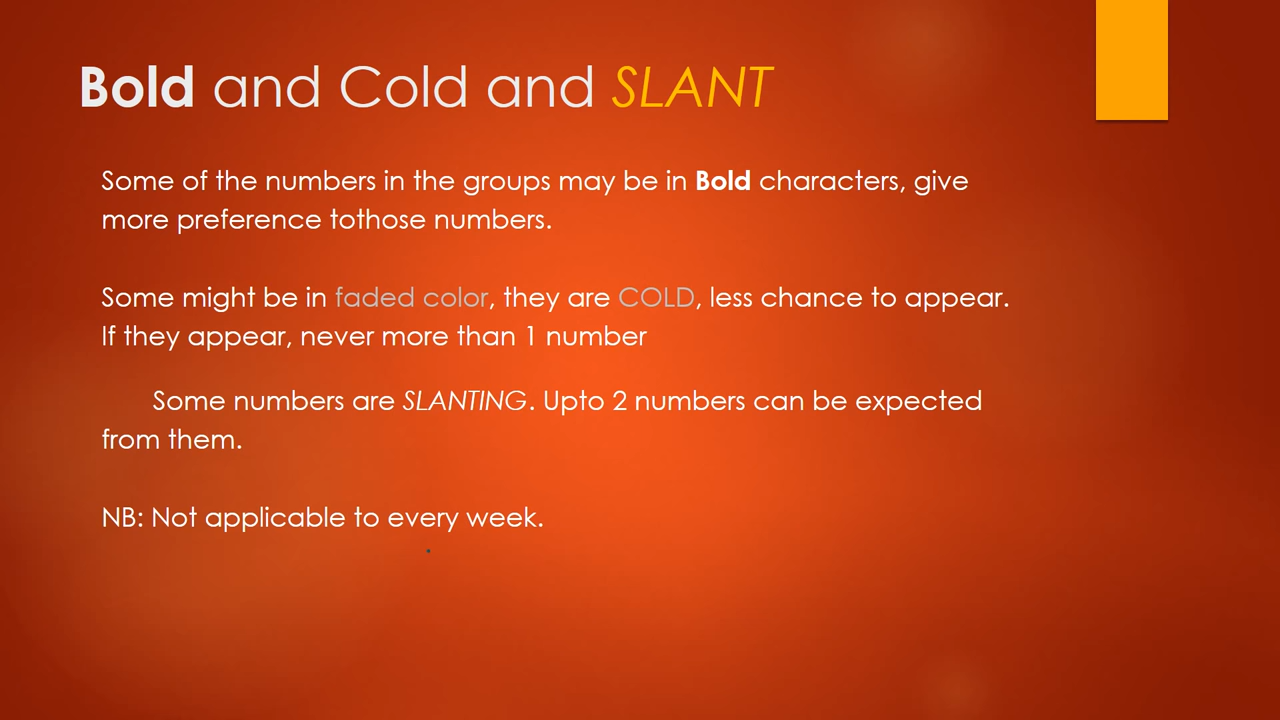 Bold and Cold and SLANT
Some of the numbers in the groups may be in Bold characters, give
more preference tothose numbers.
Some might be in faded color, they are COLD, less chance to appear.
If they appear, never more than 1 number
Some numbers are SLANTING. Upto 2 numbers can be expected
from them.
NB: Not applicable to every week.